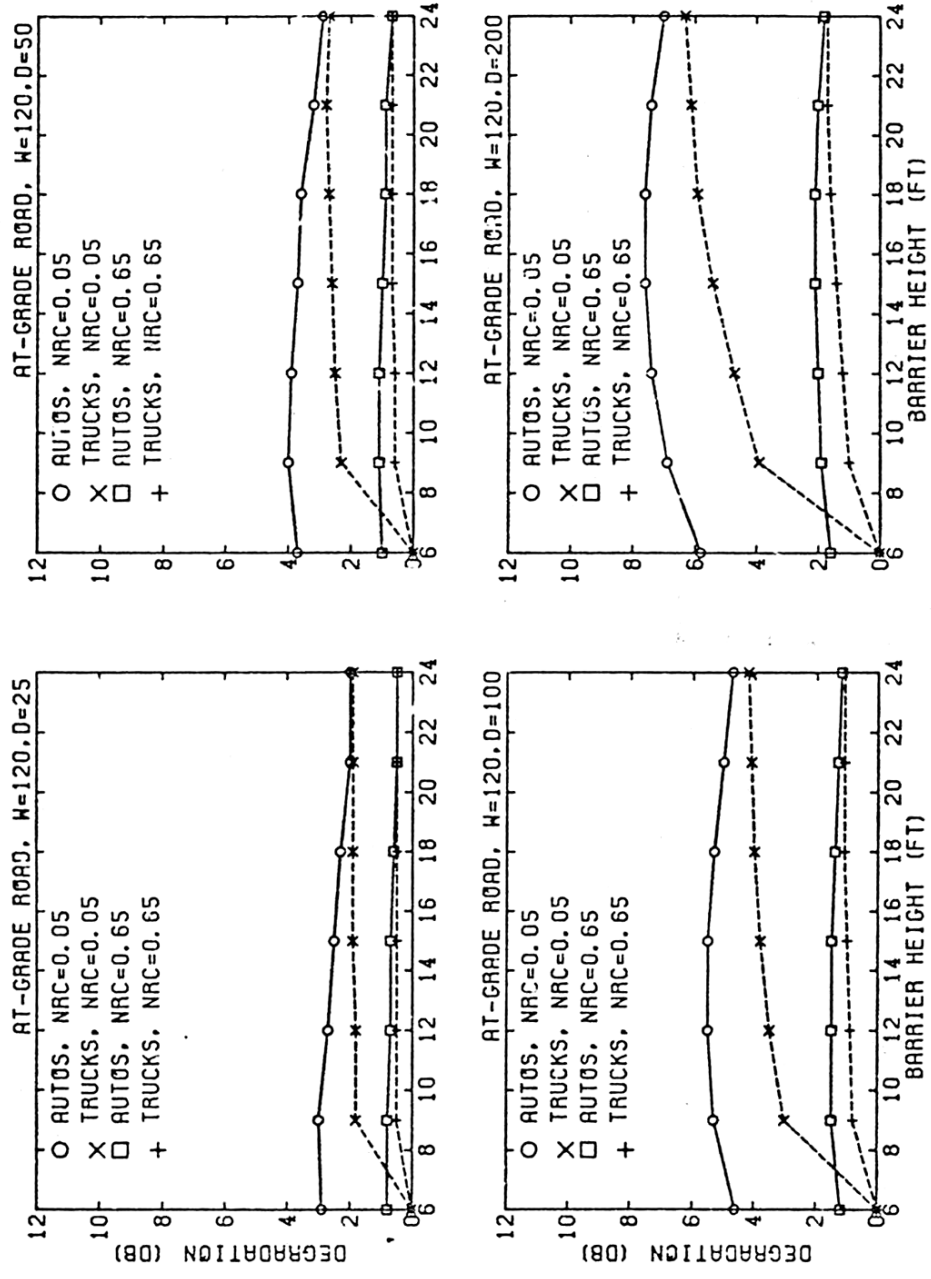 AT-GRADE ROAD, W=120, D=25
DEGRADATION (DB)
12
10
8
6
4
2
0
AUTOS, NRC=0.05
TRUCKS, NRC=0.05
AUTOS, NRC=0.65
TRUCKS, NRC=0.65
6 8 10 12 14 16 18 20 22 24
AT-GRADE ROAD, W=120, D=50
12
10
8
6
4
2
0
AUTOS, NRC=0.05
TRUCKS, NRC=0.05
AUTOS, NRC=0.65
TRUCKS, NRC=0.65
6 8 10 12 14 16 18 20 22 24
AT-GRADE ROAD, W=120, D=100
DEGRADATION (DB)
12
10
8
6
4
2
0
AUTOS, NRC=0.05
TRUCKS, NRC=0.05
AUTOS, NRC=0.65
TRUCKS, NRC=0.65
6 8 10 12 14 16 18 20 22 24
BARRIER HEIGHT (FT)
AT-GRADE ROAD, W=120, D=200
12
10
8
6
4
2
0
AUTOS, NRC=0.05
TRUCKS, NRC=0.05
AUTOS, NRC=0.65
TRUCKS, NRC=0.65
6 8 10 12 14 16 18 20 22 24
BARRIER HEIGHT (FT)